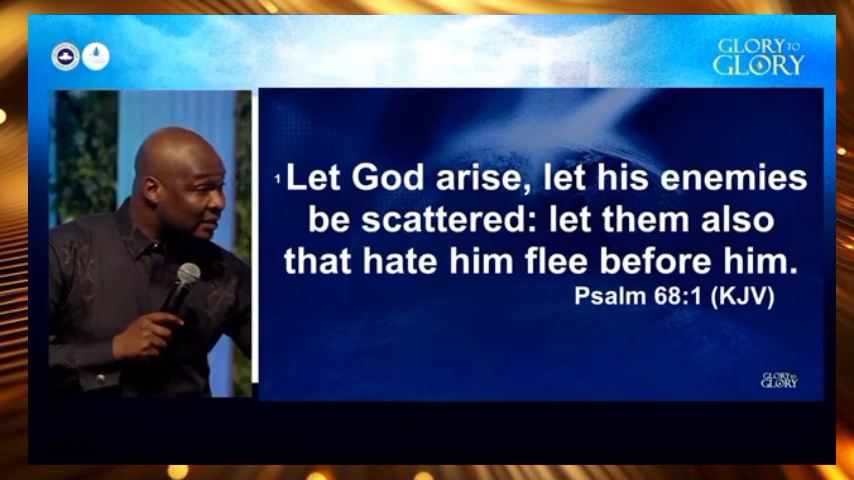 GLORY TO
GLORY
1 Let God arise, let his enemies
be scattered: let them also
that hate him flee before him.
Psalm 68:1 (KJV)
GLORY TO
GLORY